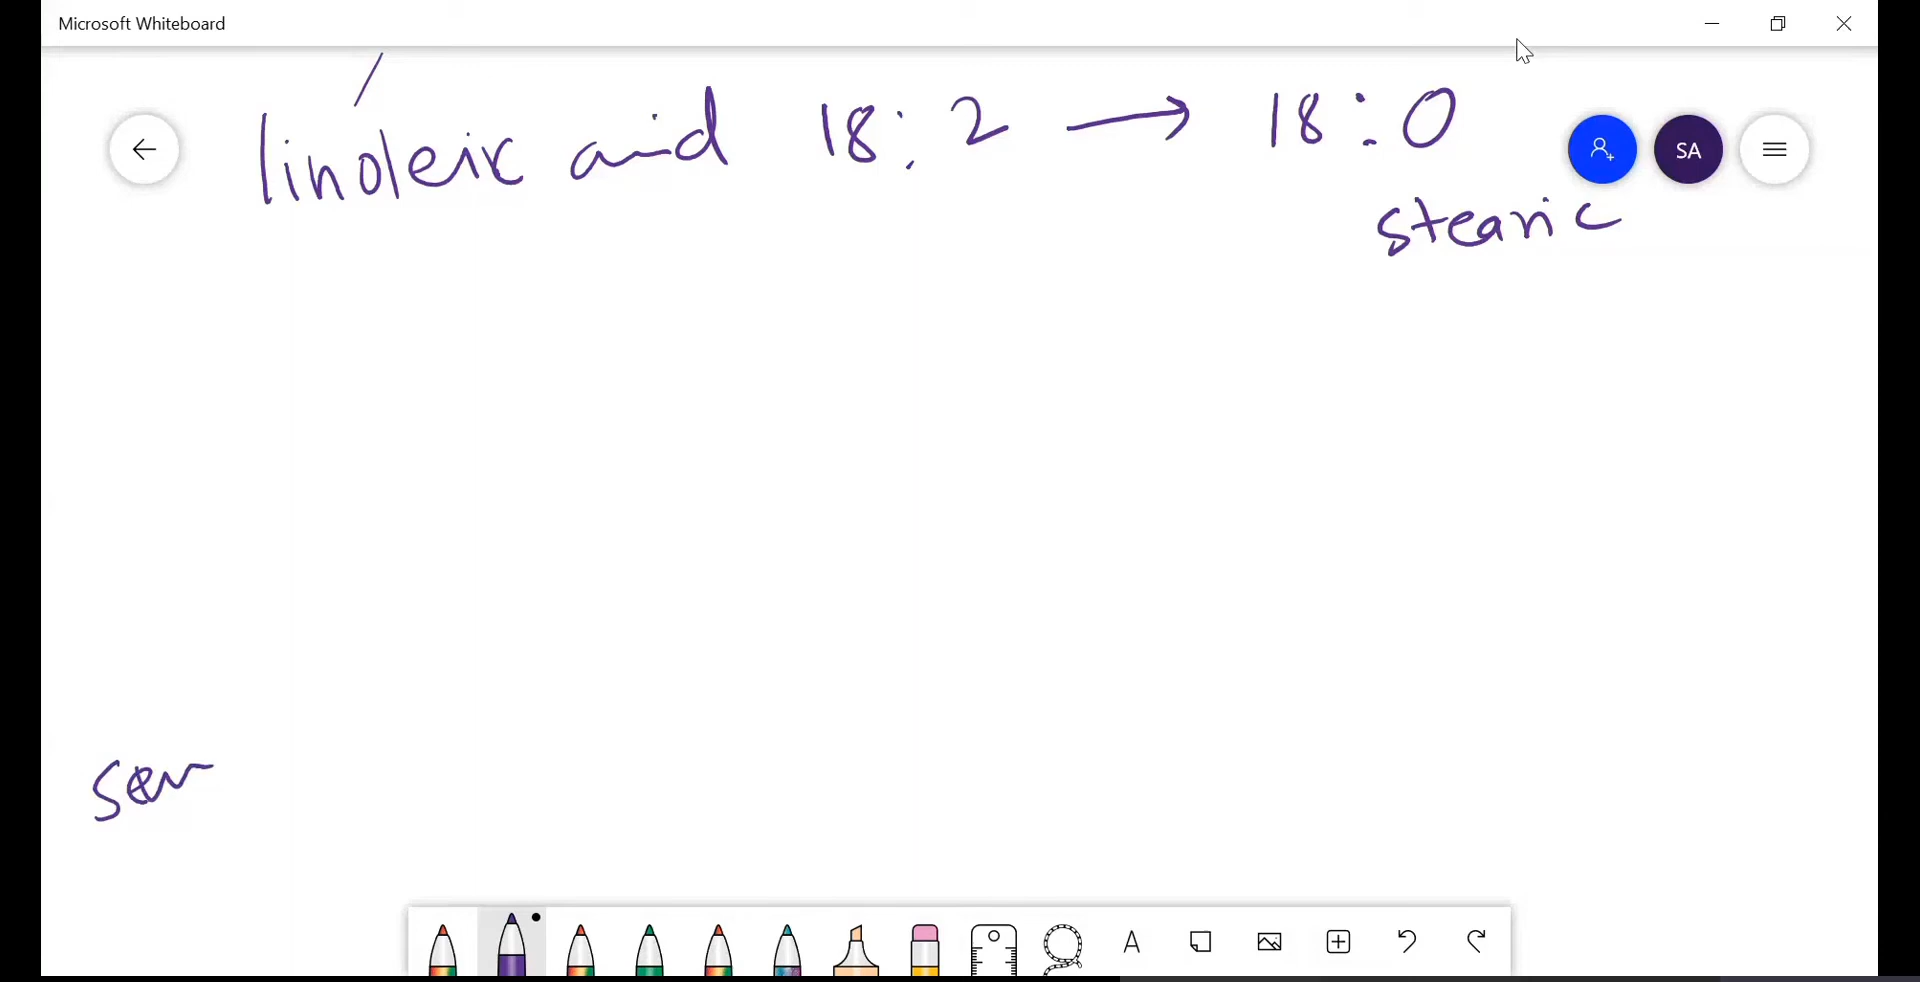 Microsoft Whiteboard
linoleic acid 18:2 → 18:0
SA
stearic
A